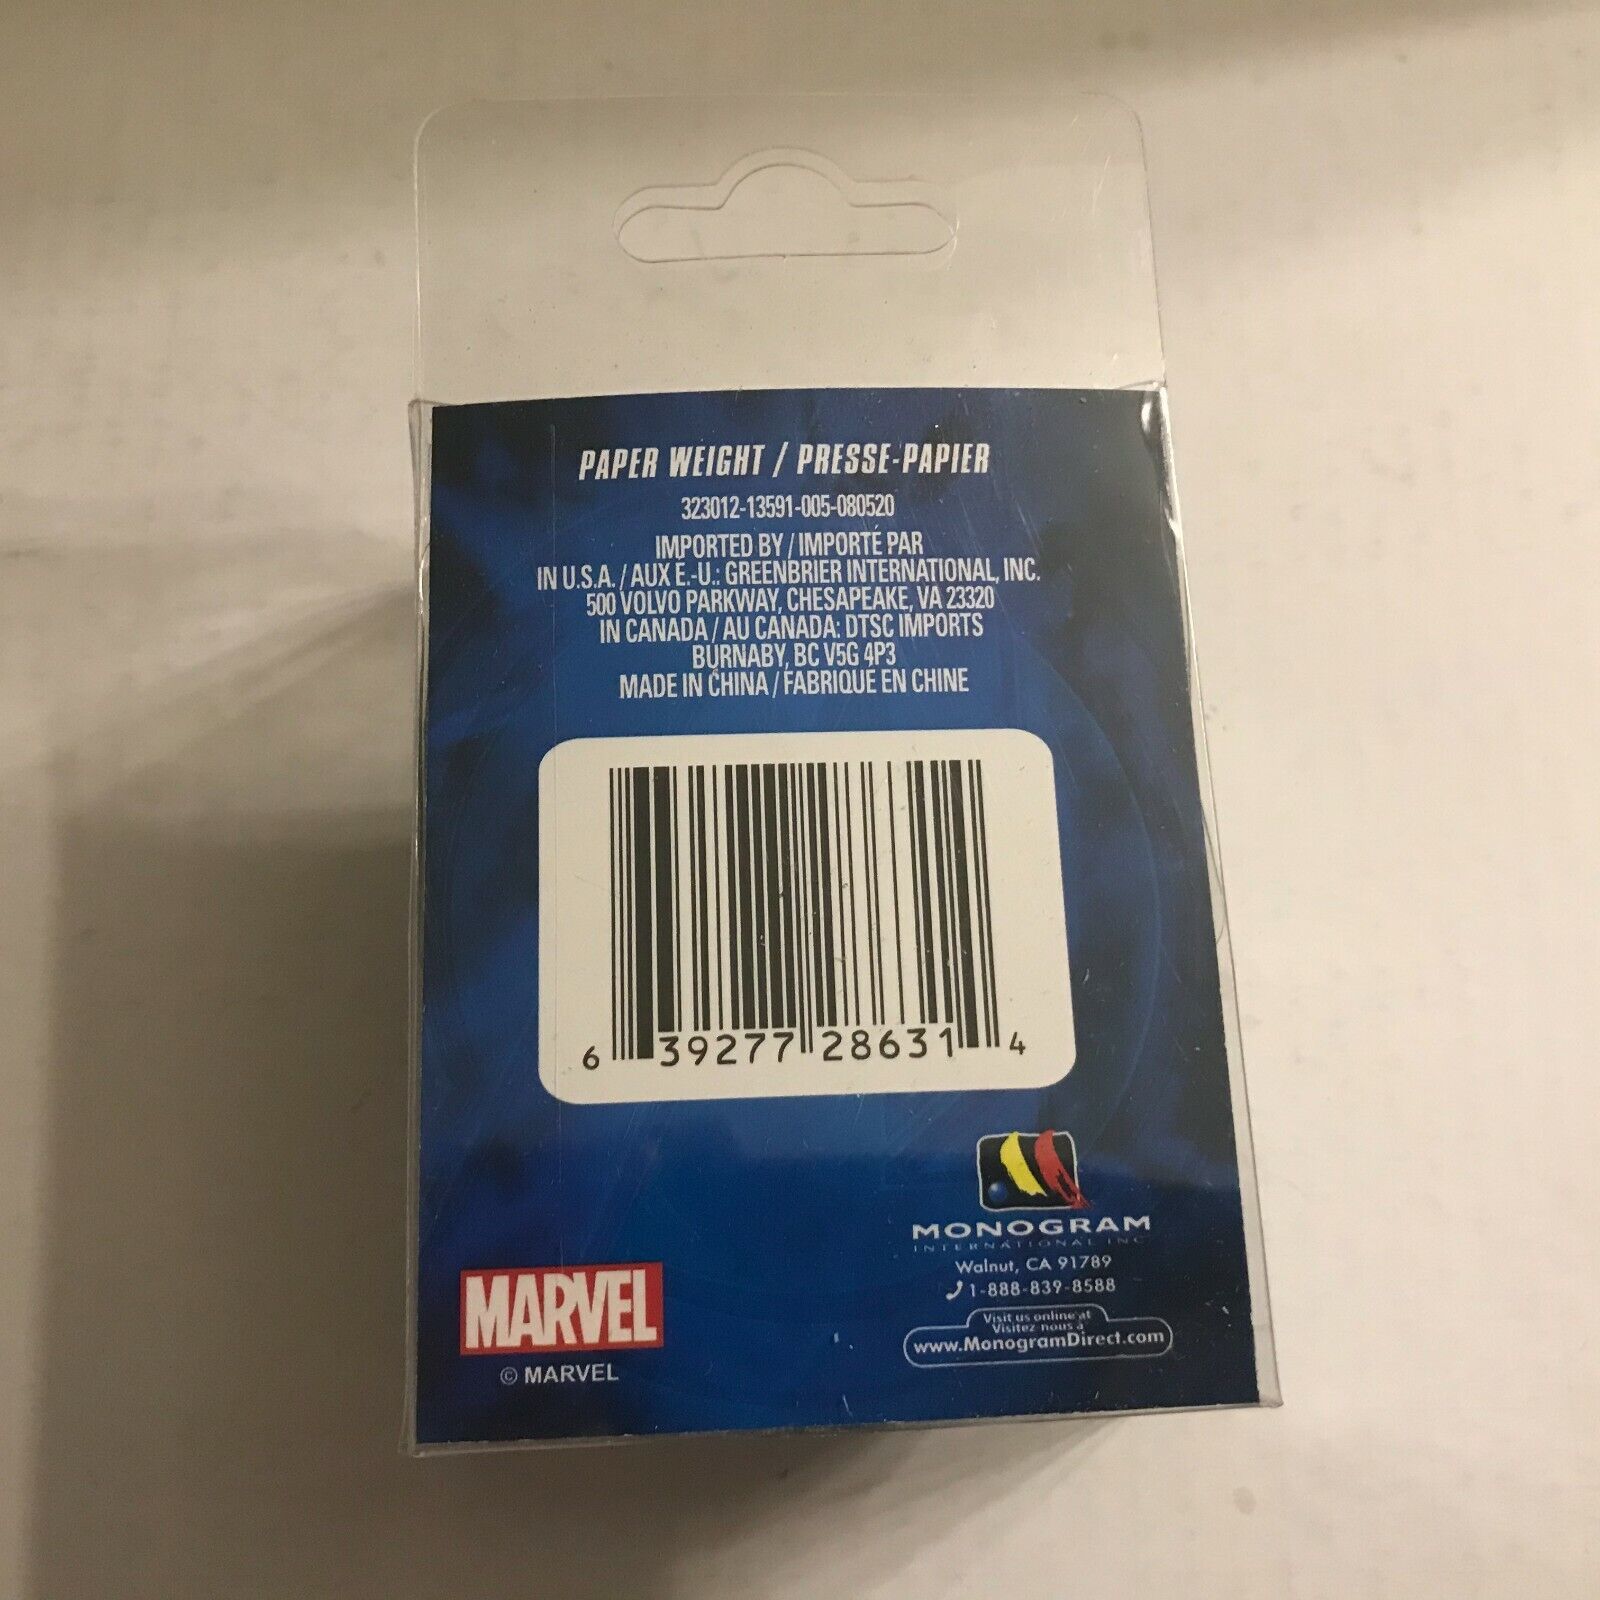 PAPER WEIGHT / PRESSE-PAPIER
323012-13591-005-080520
IMPORTED BY / IMPORTÉ PAR
IN U.S.A. / AUX É.-U.: GREENBRIER INTERNATIONAL, INC.
500 VOLVO PARKWAY, CHESAPEAKE, VA 23320
IN CANADA / AU CANADA: DTSC IMPORTS
BURNABY, BC V5G 4P3
MADE IN CHINA / FABRIQUÉ EN CHINE
6 39277 28631 4
MONOGRAM
INTERNATIONAL INC
Walnut, CA 91789
1-888-839-8588
Visit us online at
Visitez nous à
www.MonogramDirect.com
MARVEL
© MARVEL